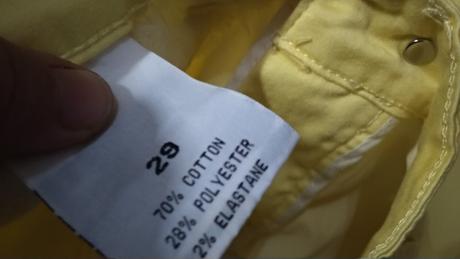 29
70% COTTON
28% POLYESTER
2% ELASTANE